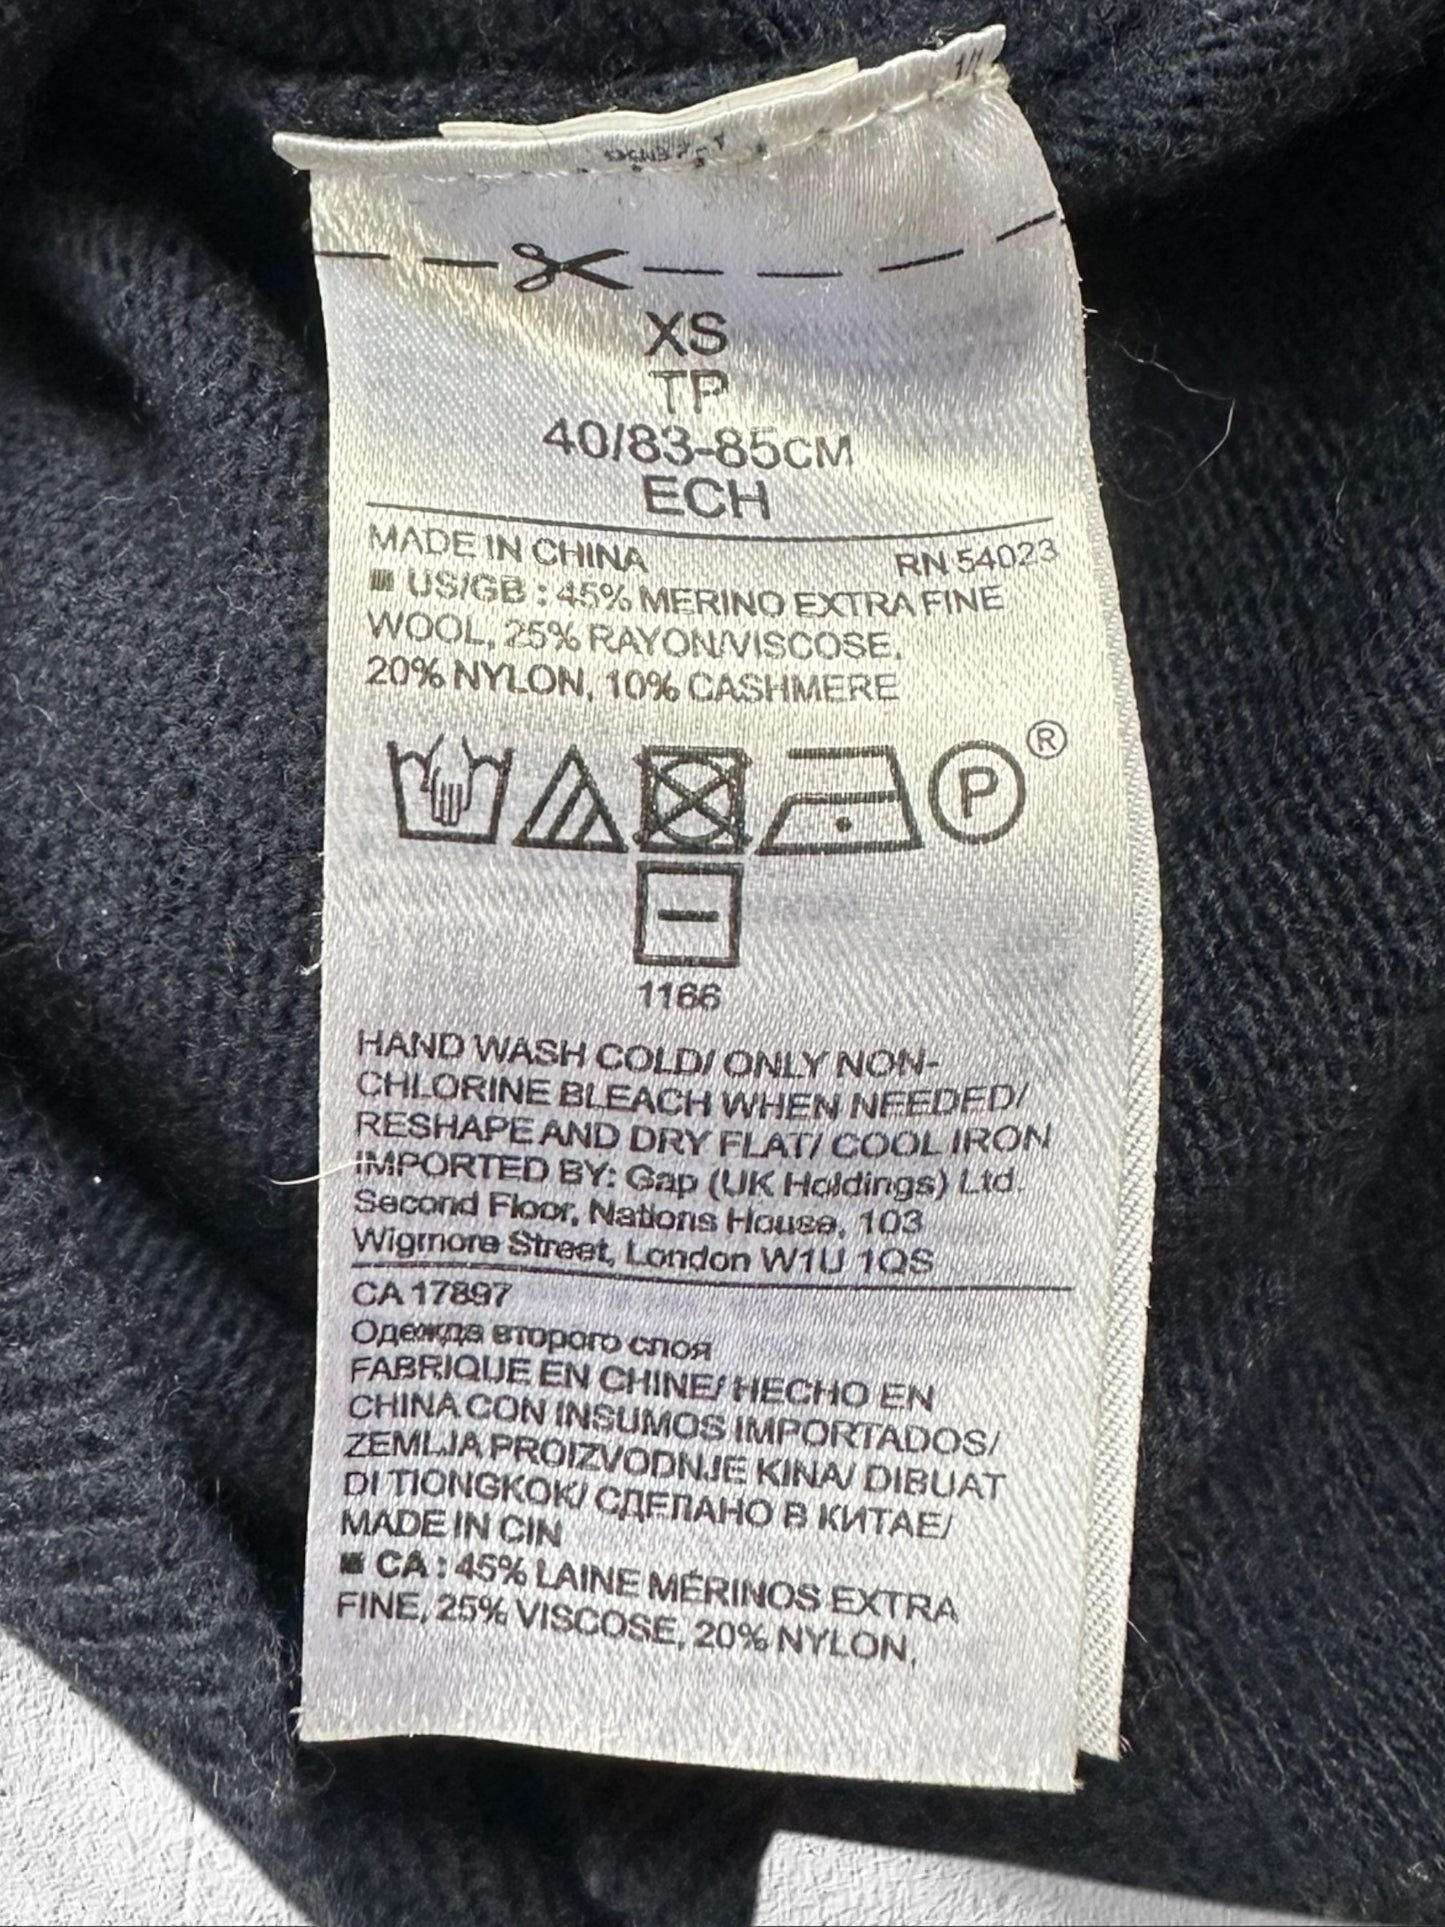 XS
TP
40/83-85CM
ECH
MADE IN CHINA RN 54023
US/GB : 45% MERINO EXTRA FINE
WOOL, 25% RAYON/VISCOSE,
20% NYLON, 10% CASHMERE
P ®
1166
HAND WASH COLD/ ONLY NON-
CHLORINE BLEACH WHEN NEEDED/
RESHAPE AND DRY FLAT/ COOL IRON
IMPORTED BY: Gap (UK Holdings) Ltd.
Second Floor, Nations House, 103
Wigmore Street, London W1U 1QS
CA 17897
Одежда второго слоя
FABRIQUE EN CHINE/ HECHO EN
CHINA CON INSUMOS IMPORTADOS/
ZEMLJA PROIZVODNJE KINA/ DIBUAT
DI TIONGKOK/ СДЕЛАНО В КИТАЕ/
MADE IN CIN
CA : 45% LAINE MÉRINOS EXTRA
FINE, 25% VISCOSE, 20% NYLON,